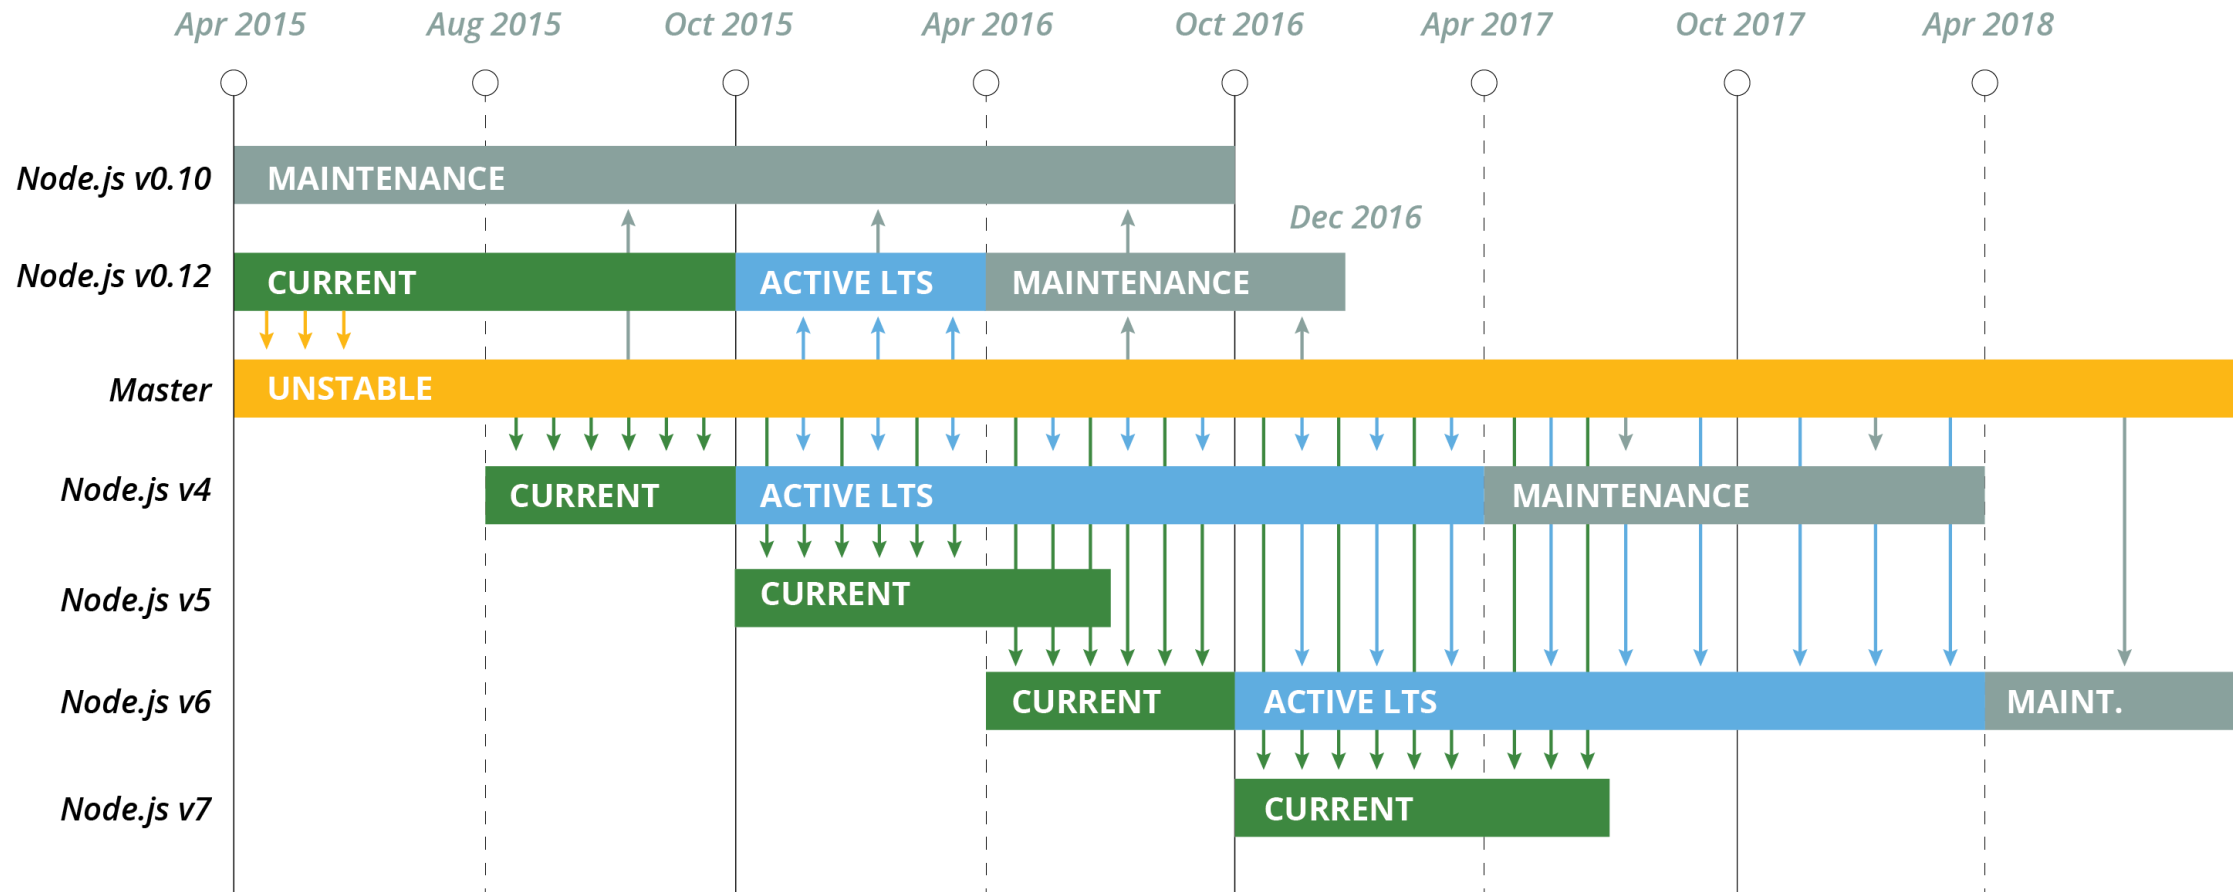 Apr 2015 Aug 2015 Oct 2015 Apr 2016 Oct 2016 Apr 2017 Oct 2017 Apr 2018
Node.js v0.10 MAINTENANCE
Dec 2016
Node.js v0.12 CURRENT ACTIVE LTS MAINTENANCE
Master UNSTABLE
Node.js v4 CURRENT ACTIVE LTS MAINTENANCE
Node.js v5 CURRENT
Node.js v6 CURRENT ACTIVE LTS MAINT.
Node.js v7 CURRENT